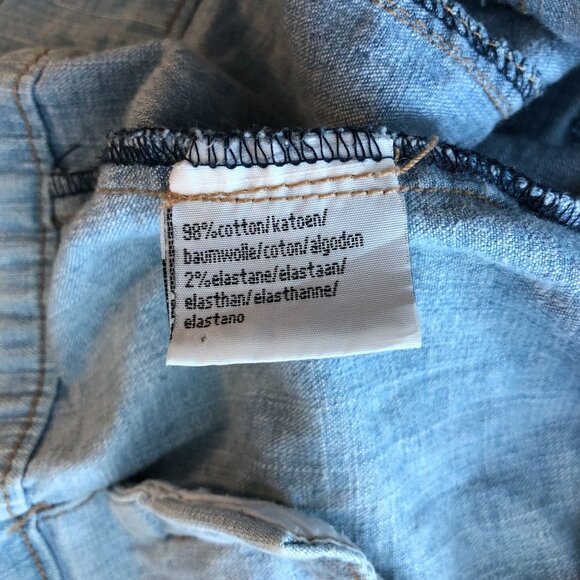 98%cotton/katoen/
baumwolle/coton/algodon
2%elastane/elastaan/
elasthan/elasthanne/
elastano